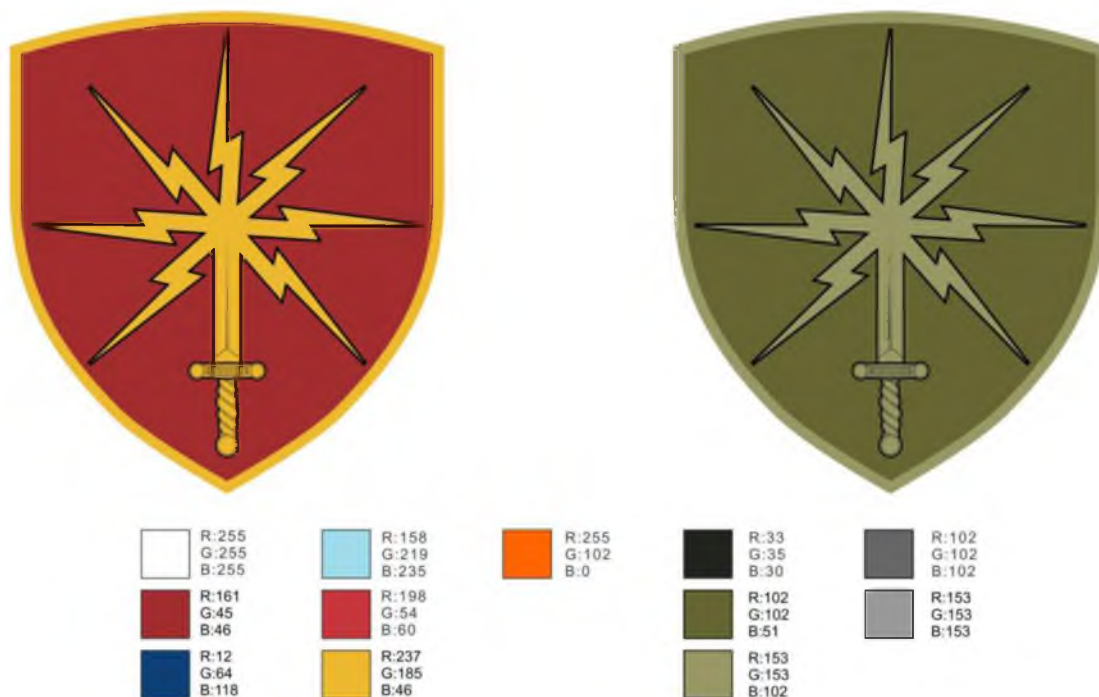 R:255
G:255
B:255
R:158
G:219
B:235
R:255
G:102
B:0
R:33
G:35
B:30
R:102
G:102
B:102
R:161
G:45
B:46
R:198
G:54
B:60
R:102
G:102
B:51
R:153
G:153
B:153
R:12
G:64
B:118
R:237
G:185
B:46
R:153
G:153
B:102